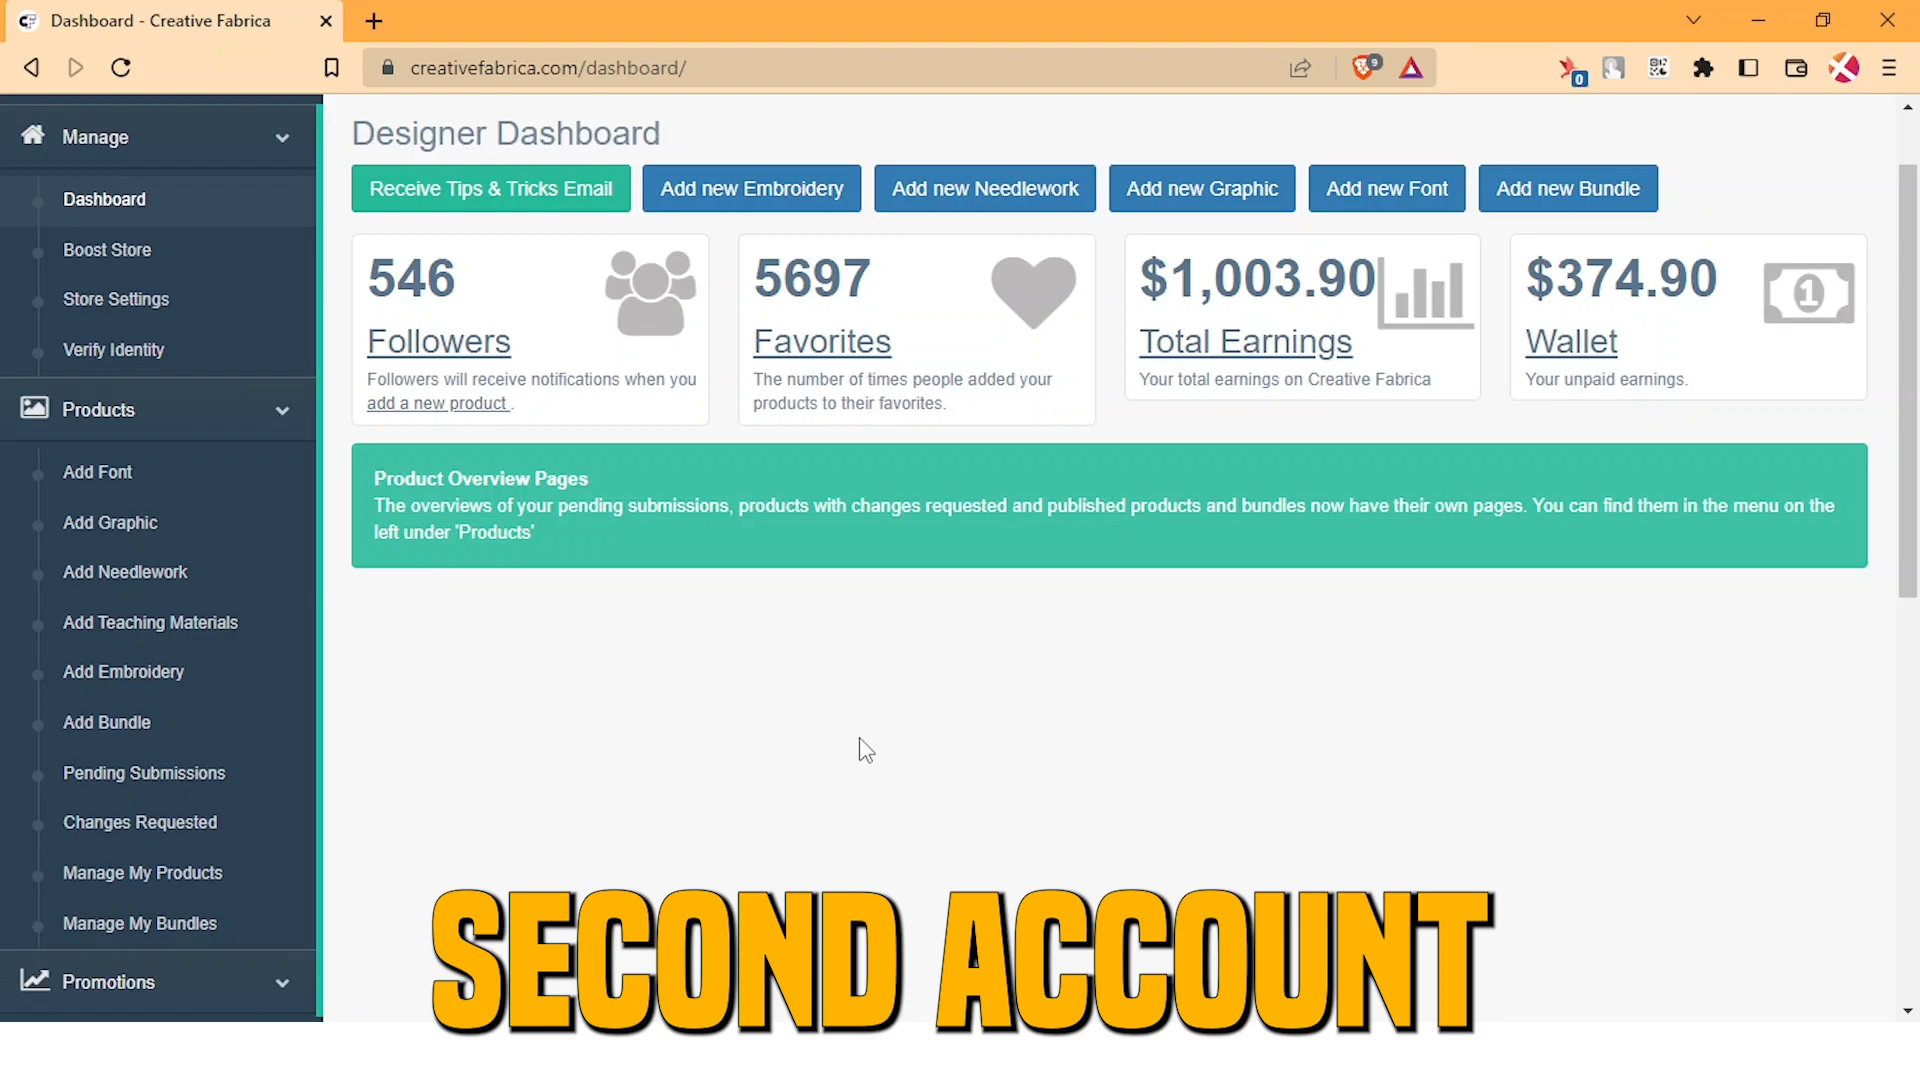 Dashboard - Creative Fabrica
creativefabrica.com/dashboard/
9
0
Manage
Dashboard
Boost Store
Store Settings
Verify Identity
Products
Add Font
Add Graphic
Add Needlework
Add Teaching Materials
Add Embroidery
Add Bundle
Pending Submissions
Changes Requested
Manage My Products
Manage My Bundles
Promotions
Designer Dashboard
Receive Tips & Tricks Email
Add new Embroidery
Add new Needlework
Add new Graphic
Add new Font
Add new Bundle
546
Followers
Followers will receive notifications when you
add a new product .
5697
Favorites
The number of times people added your
products to their favorites.
$1,003.90
Total Earnings
Your total earnings on Creative Fabrica
$374.90
1
Wallet
Your unpaid earnings.
Product Overview Pages
The overviews of your pending submissions, products with changes requested and published products and bundles now have their own pages. You can find them in the menu on the
left under 'Products'
SECOND ACCOUNT